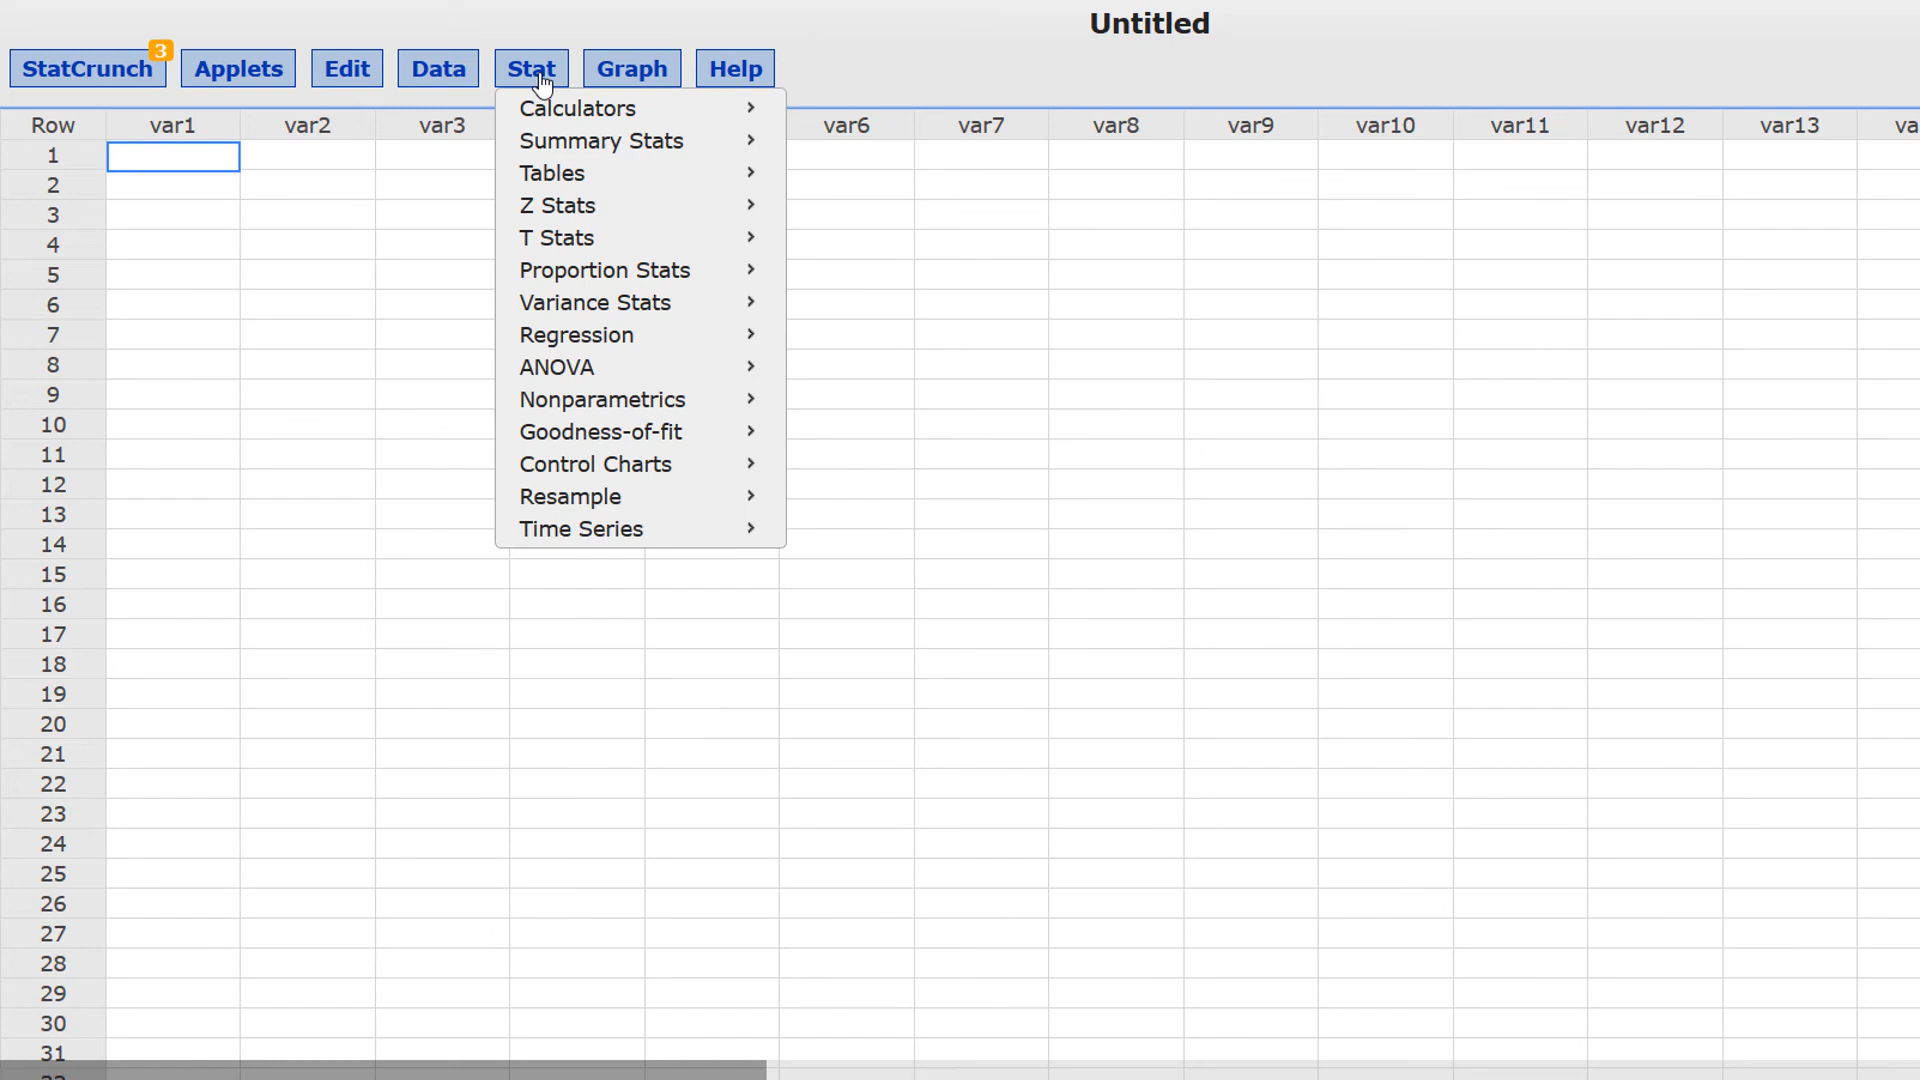 Untitled
StatCrunch 3 Applets Edit Data Stat Graph Help
Row var1 var2 var3 var6 var7 var8 var9 var10 var11 var12 var13 va
Calculators
Summary Stats
Tables
Z Stats
T Stats
Proportion Stats
Variance Stats
Regression
ANOVA
Nonparametrics
Goodness-of-fit
Control Charts
Resample
Time Series
1
2
3
4
5
6
7
8
9
10
11
12
13
14
15
16
17
18
19
20
21
22
23
24
25
26
27
28
29
30
31